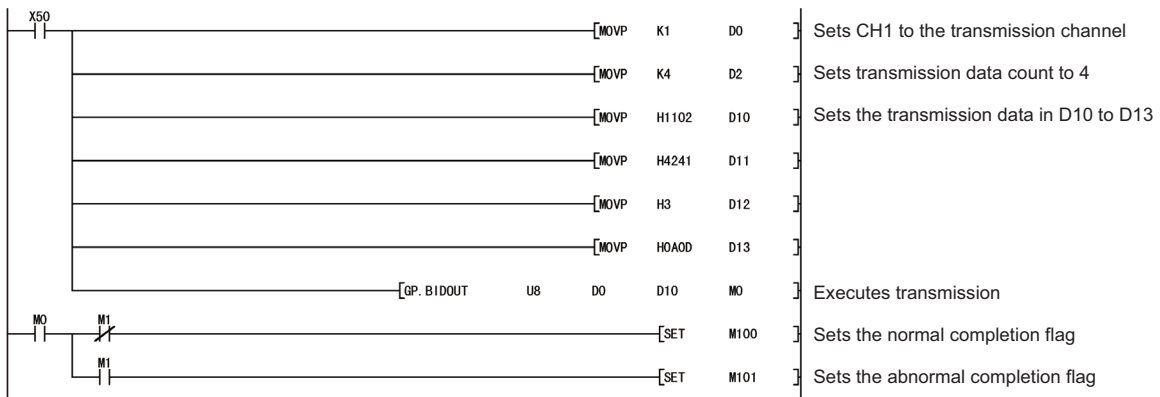 X50
[MOVP K1 D0 ] Sets CH1 to the transmission channel
[MOVP K4 D2 ] Sets transmission data count to 4
[MOVP H1102 D10 ] Sets the transmission data in D10 to D13
[MOVP H4241 D11 ]
[MOVP H3 D12 ]
[MOVP H0A0D D13 ]
[GP.BIDOUT U8 D0 D10 M0 ] Executes transmission
M0 M1
[SET M100 ] Sets the normal completion flag
M1
[SET M101 ] Sets the abnormal completion flag